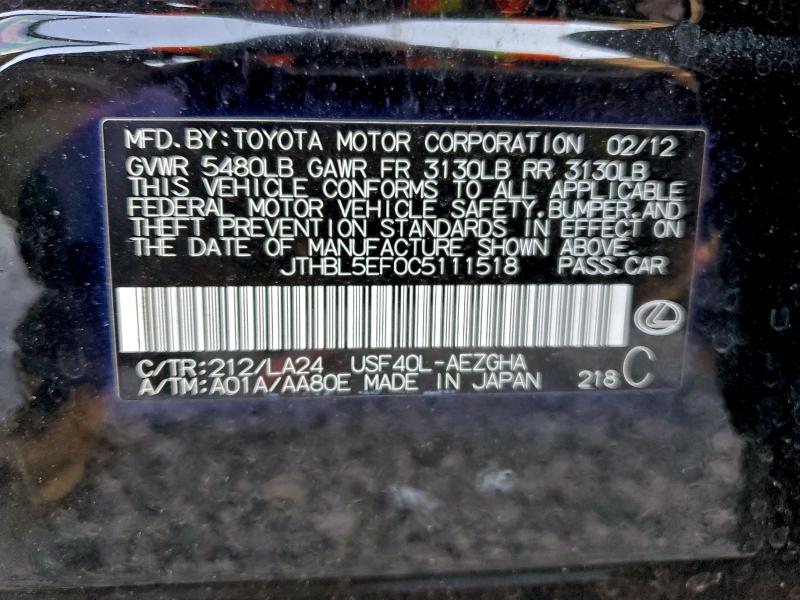 MFD.BY:TOYOTA MOTOR CORPORATION 02/12
GVWR 5480LB GAWR FR 3130LB RR 3130LB
THIS VEHICLE CONFORMS TO ALL APPLICABLE
FEDERAL MOTOR VEHICLE SAFETY,BUMPER,AND
THEFT PREVENTION STANDARDS IN EFFECT ON
THE DATE OF MANUFACTURE SHOWN ABOVE.
JTHBL5EF0C5111518 PASS.CAR
C/TR:212/LA24 USF40L-AEZGHA
A/TM:A01A/AA80E MADE IN JAPAN 218 C